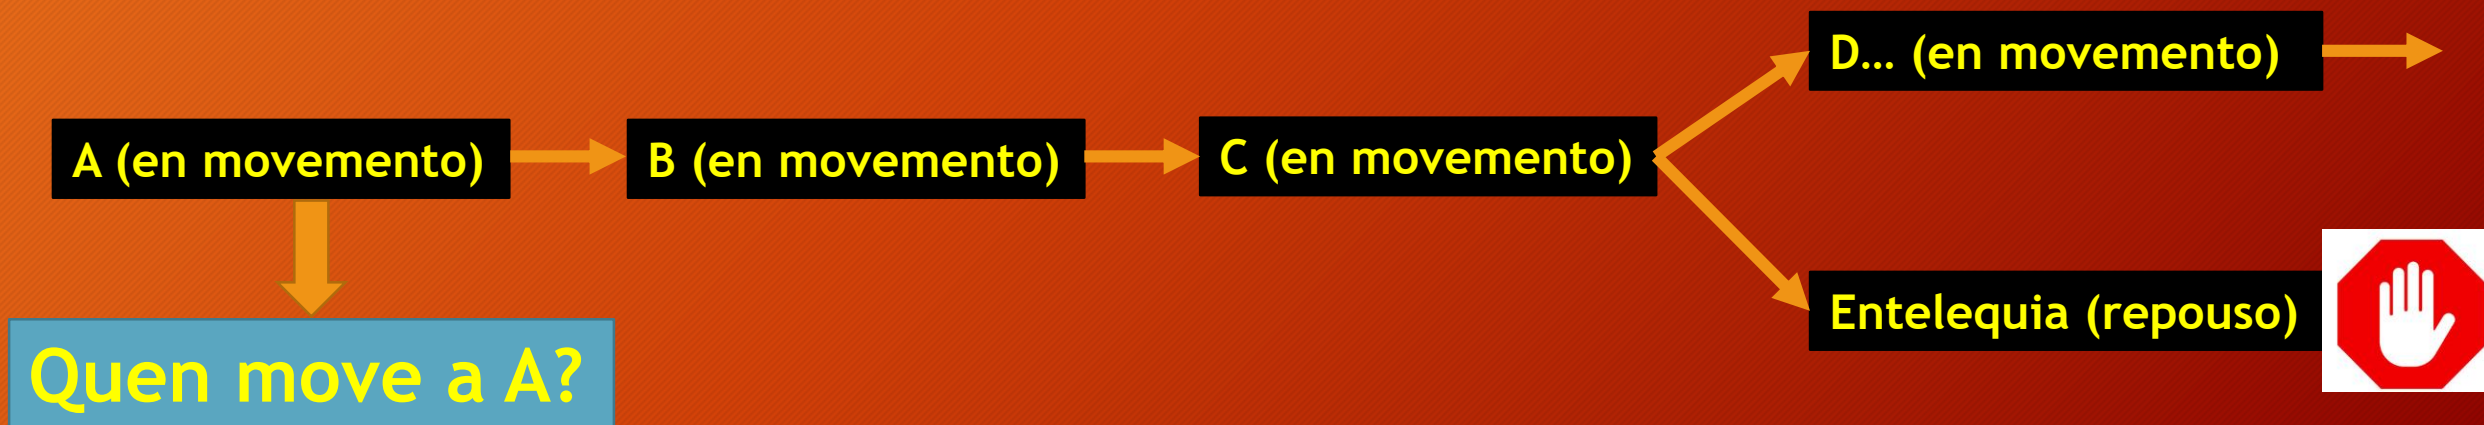 A (en movemento)
B (en movemento)
C (en movemento)
D... (en movemento)
Entelequia (repouso)
Quen move a A?